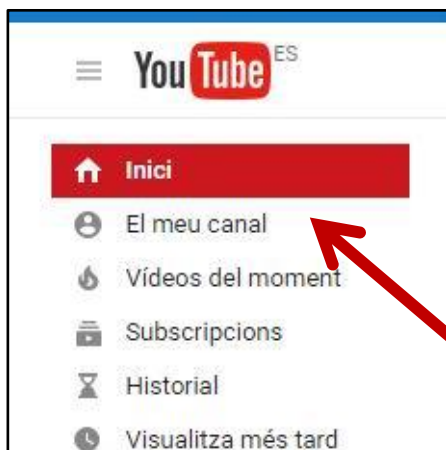 YouTube ES
Inici
El meu canal
Vídeos del moment
Subscripcions
Historial
Visualitza més tard